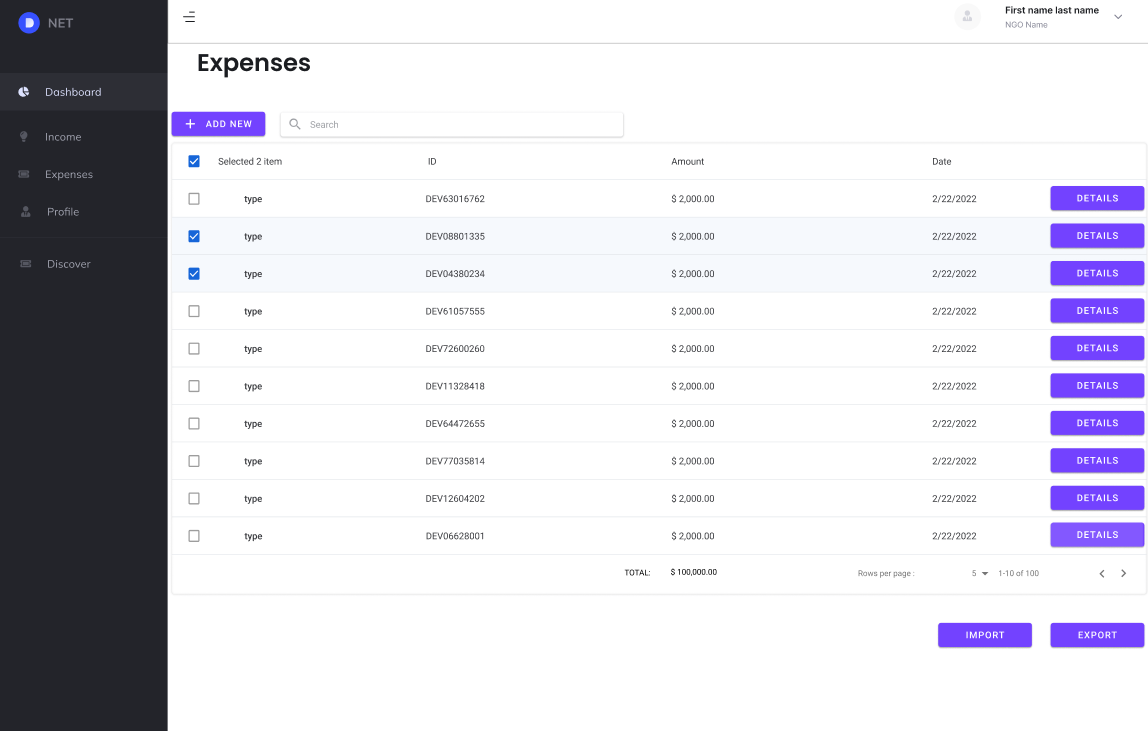 D NET
First name last name
NGO Name
Dashboard
Income
Expenses
Profile
Discover
Expenses
+ ADD NEW
Search
Selected 2 item ID Amount Date
type DEV63016762 $ 2,000.00 2/22/2022 DETAILS
type DEV08801335 $ 2,000.00 2/22/2022 DETAILS
type DEV04380234 $ 2,000.00 2/22/2022 DETAILS
type DEV61057555 $ 2,000.00 2/22/2022 DETAILS
type DEV72600260 $ 2,000.00 2/22/2022 DETAILS
type DEV11328418 $ 2,000.00 2/22/2022 DETAILS
type DEV64472655 $ 2,000.00 2/22/2022 DETAILS
type DEV77035814 $ 2,000.00 2/22/2022 DETAILS
type DEV12604202 $ 2,000.00 2/22/2022 DETAILS
type DEV06628001 $ 2,000.00 2/22/2022 DETAILS
TOTAL: $ 100,000.00 Rows per page : 5 1-10 of 100
IMPORT EXPORT